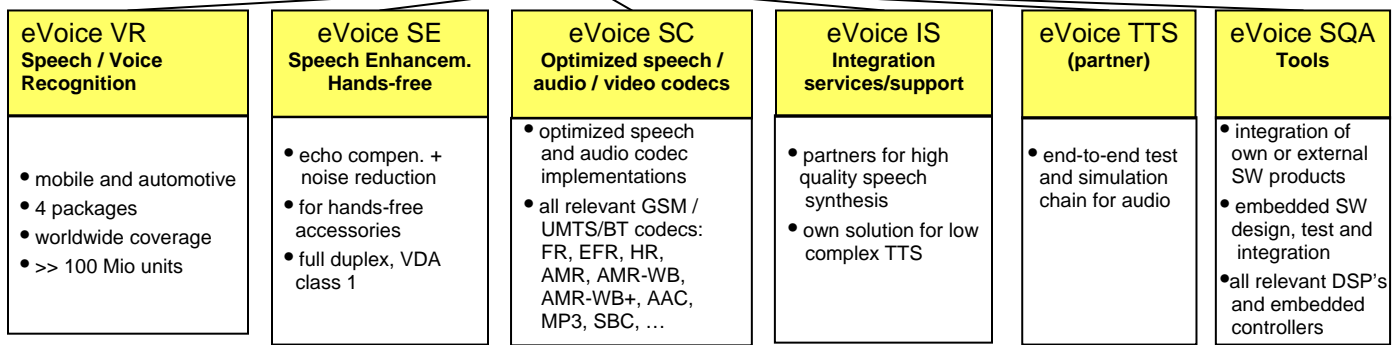 eVoice VR
Speech / Voice
Recognition
• mobile and automotive
• 4 packages
• worldwide coverage
• >> 100 Mio units
eVoice SE
Speech Enhancem.
Hands-free
• echo compen. +
noise reduction
• for hands-free
accessories
• full duplex, VDA
class 1
eVoice SC
Optimized speech /
audio / video codecs
• optimized speech
and audio codec
implementations
• all relevant GSM /
UMTS/BT codecs:
FR, EFR, HR,
AMR, AMR-WB,
AMR-WB+, AAC,
MP3, SBC, …
eVoice IS
Integration
services/support
• partners for high
quality speech
synthesis
• own solution for low
complex TTS
eVoice TTS
(partner)
• end-to-end test
and simulation
chain for audio
eVoice SQA
Tools
• integration of
own or external
SW products
• embedded SW
design, test and
integration
• all relevant DSP's
and embedded
controllers